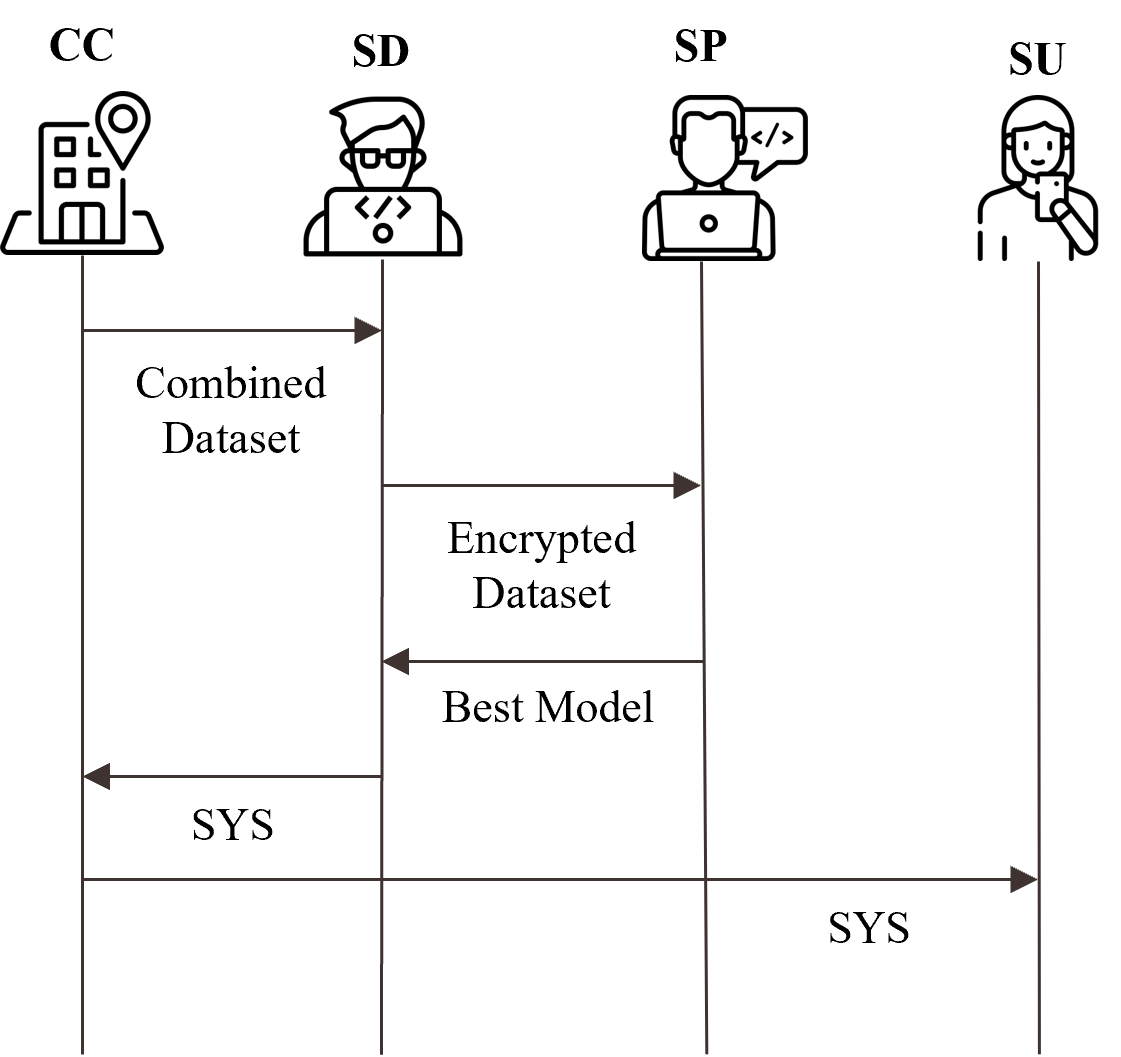 CC
SD
SP
SU
</>
</>
Combined
Dataset
Encrypted
Dataset
Best Model
SYS
SYS